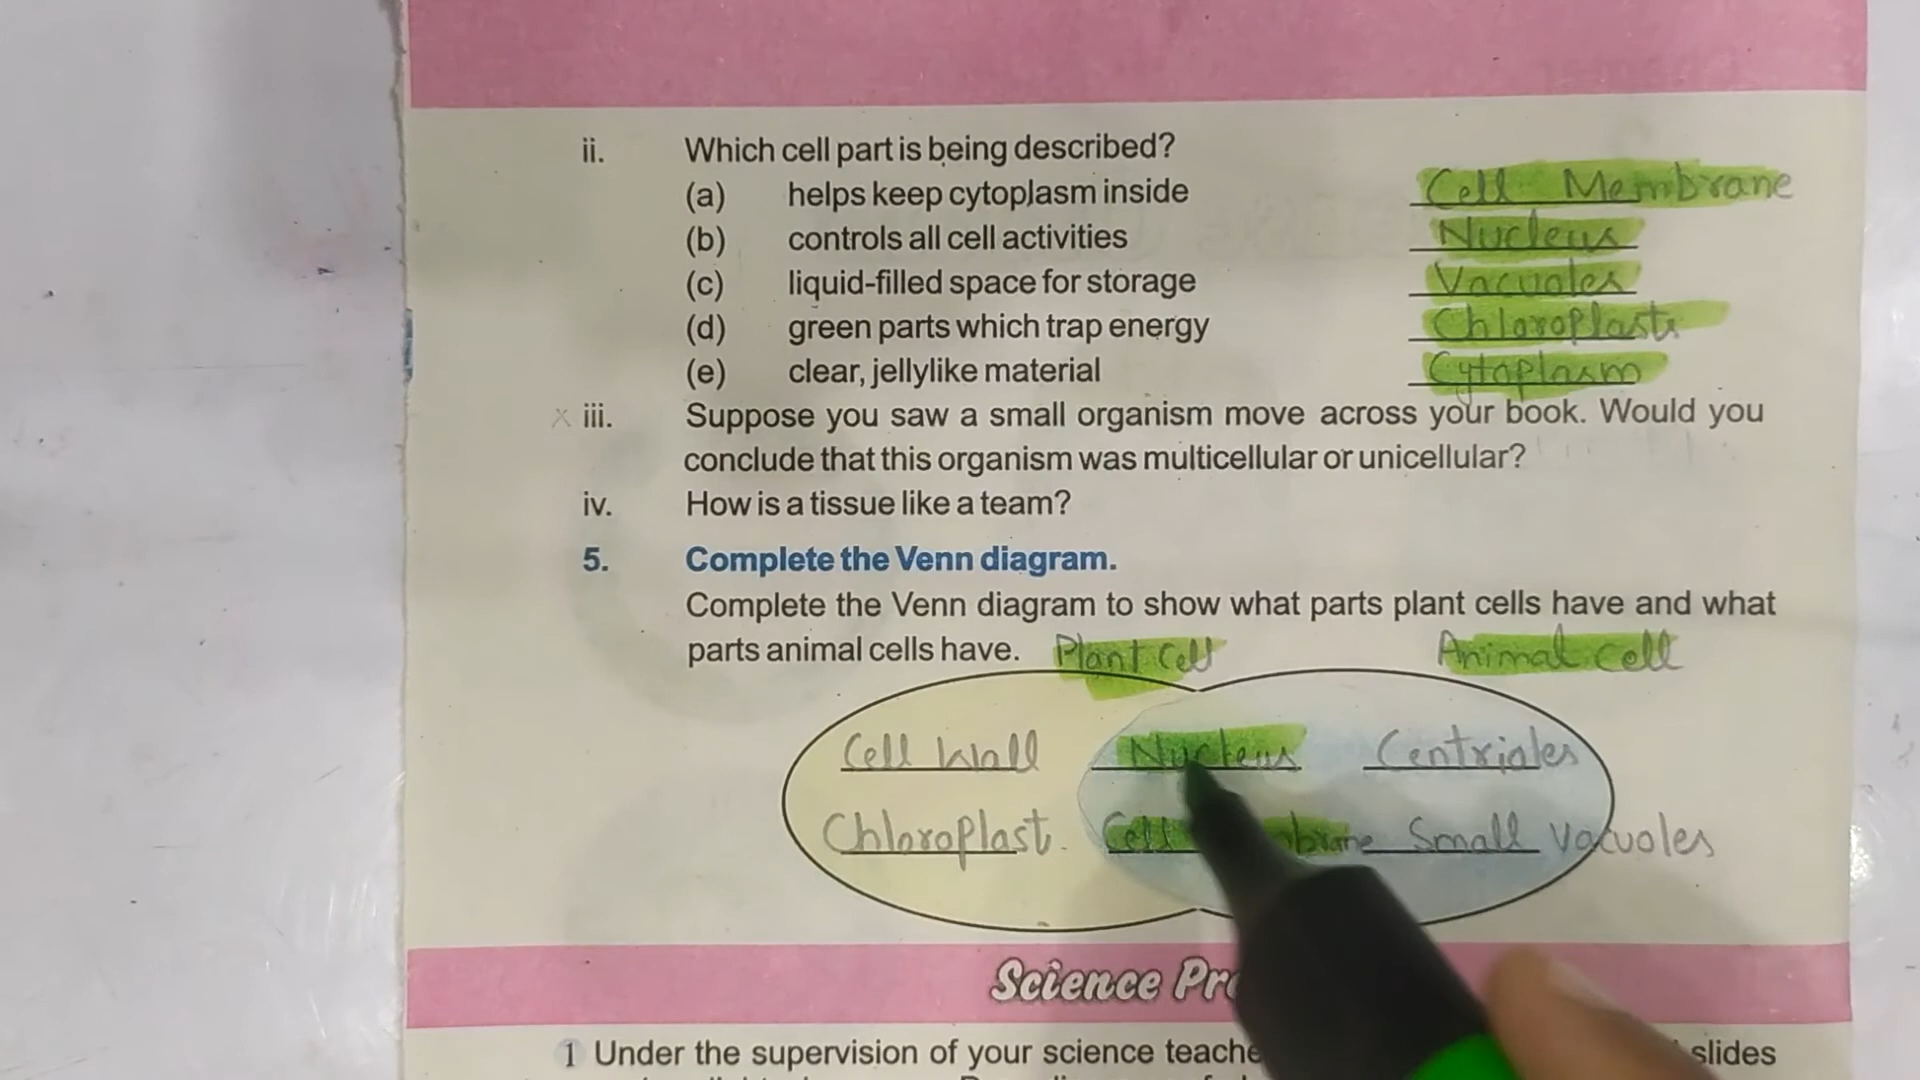 ii. Which cell part is being described?
(a) helps keep cytoplasm inside Cell Membrane
(b) controls all cell activities Nucleus
(c) liquid-filled space for storage Vacuoles
(d) green parts which trap energy Chloroplasts
(e) clear, jellylike material Cytoplasm
x iii. Suppose you saw a small organism move across your book. Would you
conclude that this organism was multicellular or unicellular?
iv. How is a tissue like a team?
5. Complete the Venn diagram.
Complete the Venn diagram to show what parts plant cells have and what
parts animal cells have. Plant Cell Animal Cell
Cell Wall Nucleus Centrioles
Chloroplast Cell Small Vacuoles
Science
1 Under the supervision of your science slides